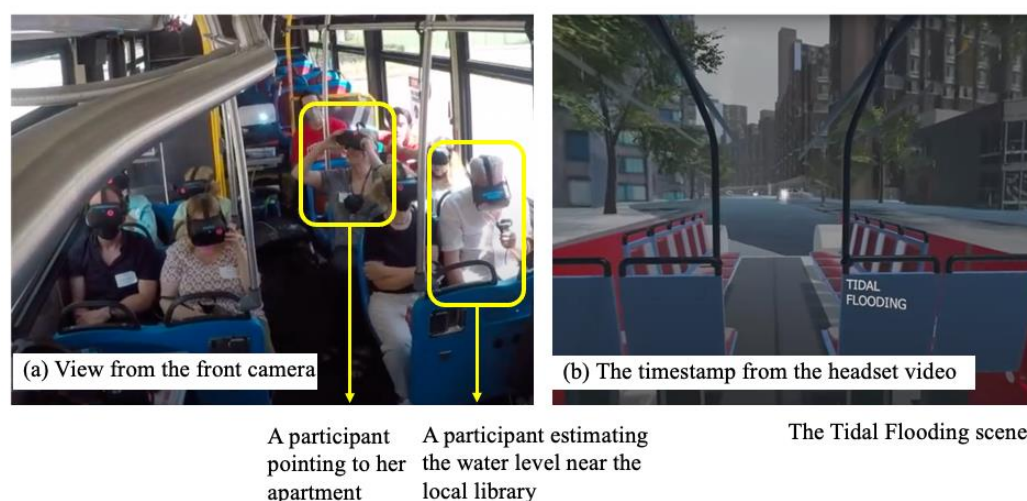 TIDAL
FLOODING
(a) View from the front camera
(b) The timestamp from the headset video
A participant
pointing to her
apartment
A participant estimating
the water level near the
local library
The Tidal Flooding scene